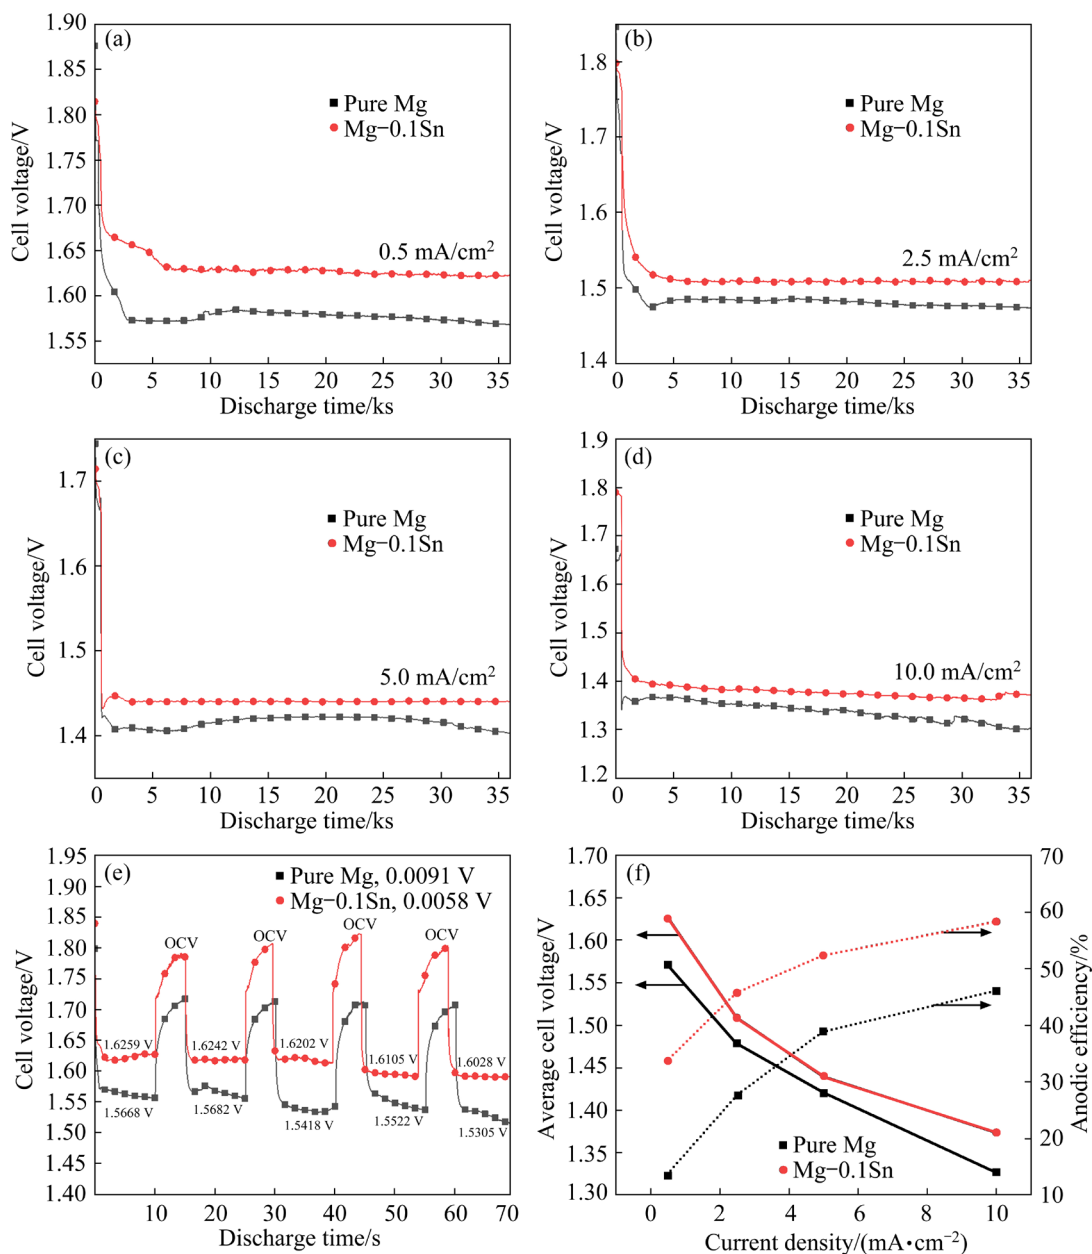 (a)
1.90
1.85
1.80
1.75
1.70
1.65
1.60
1.55
Cell voltage/V
Pure Mg
Mg−0.1Sn
0.5 mA/cm²
0 5 10 15 20 25 30 35
Discharge time/ks
(b)
1.8
1.7
1.6
1.5
1.4
Cell voltage/V
Pure Mg
Mg−0.1Sn
2.5 mA/cm²
0 5 10 15 20 25 30 35
Discharge time/ks
(c)
1.7
1.6
1.5
1.4
Cell voltage/V
Pure Mg
Mg−0.1Sn
5.0 mA/cm²
0 5 10 15 20 25 30 35
Discharge time/ks
(d)
1.9
1.8
1.7
1.6
1.5
1.4
1.3
1.2
Cell voltage/V
Pure Mg
Mg−0.1Sn
10.0 mA/cm²
0 5 10 15 20 25 30 35
Discharge time/ks
(e)
1.95
1.90
1.85
1.80
1.75
1.70
1.65
1.60
1.55
1.50
1.45
1.40
Cell voltage/V
Pure Mg, 0.0091 V
Mg−0.1Sn, 0.0058 V
OCV OCV OCV OCV
1.6259 V 1.6242 V 1.6202 V 1.6105 V 1.6028 V
1.5668 V 1.5682 V 1.5418 V 1.5522 V 1.5305 V
10 20 30 40 50 60 70
Discharge time/s
(f)
1.70
1.65
1.60
1.55
1.50
1.45
1.40
1.35
1.30
Average cell voltage/V
70
60
50
40
30
20
10
Anodic efficiency/%
Pure Mg
Mg−0.1Sn
0 2 4 6 8 10
Current density/(mA·cm⁻²)